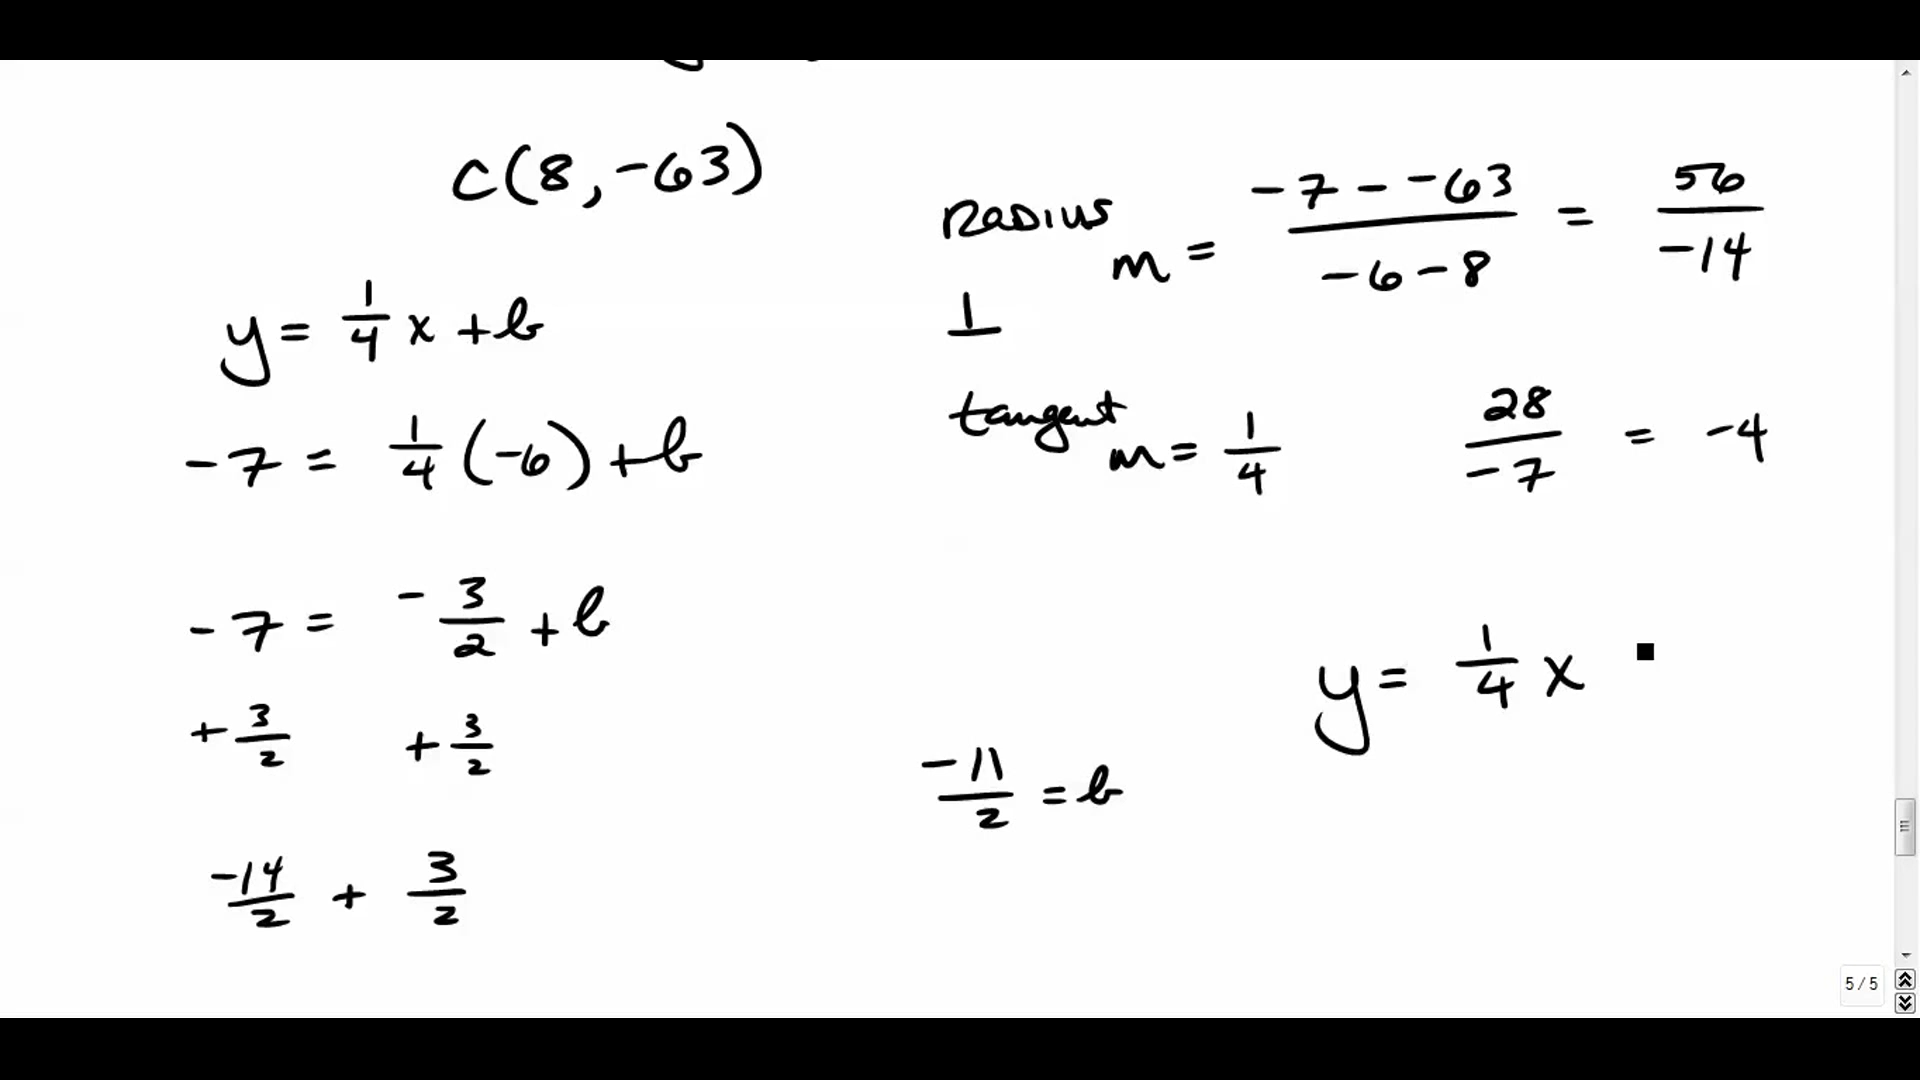 c(8, -63)
y = 1/4 x + b
-7 = 1/4 (-6) + b
-7 = -3/2 + b
+3/2 +3/2
-14/2 + 3/2
Radius
m = -7 - -63 / -6 - 8 = 56/-14
⊥
tangent
m = 1/4
28/-7 = -4
-11/2 = b
y = 1/4 x
5 / 5